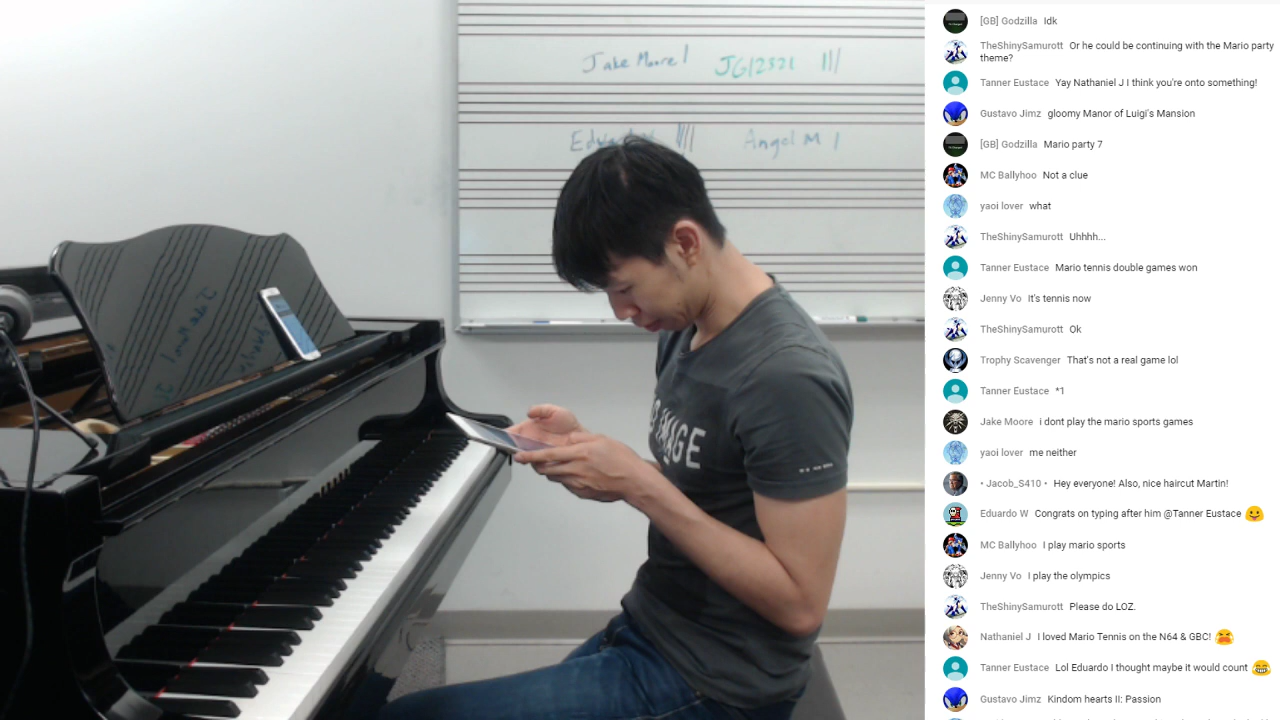 Jake Moore I
JG12321 III
Angel M I
IMAGE
[GB] Godzilla Idk
TheShinySamurott Or he could be continuing with the Mario party
theme?
Tanner Eustace Yay Nathaniel J I think you're onto something!
Gustavo Jimz gloomy Manor of Luigi's Mansion
[GB] Godzilla Mario party 7
MC Ballyhoo Not a clue
yaoi lover what
TheShinySamurott Uhhhh...
Tanner Eustace Mario tennis double games won
Jenny Vo It's tennis now
TheShinySamurott Ok
Trophy Scavenger That's not a real game lol
Tanner Eustace *1
Jake Moore i dont play the mario sports games
yaoi lover me neither
• Jacob_S410 • Hey everyone! Also, nice haircut Martin!
Eduardo W Congrats on typing after him @Tanner Eustace 😛
MC Ballyhoo I play mario sports
Jenny Vo I play the olympics
TheShinySamurott Please do LOZ.
Nathaniel J I loved Mario Tennis on the N64 & GBC! 😫
Tanner Eustace Lol Eduardo I thought maybe it would count 😂
Gustavo Jimz Kindom hearts II: Passion